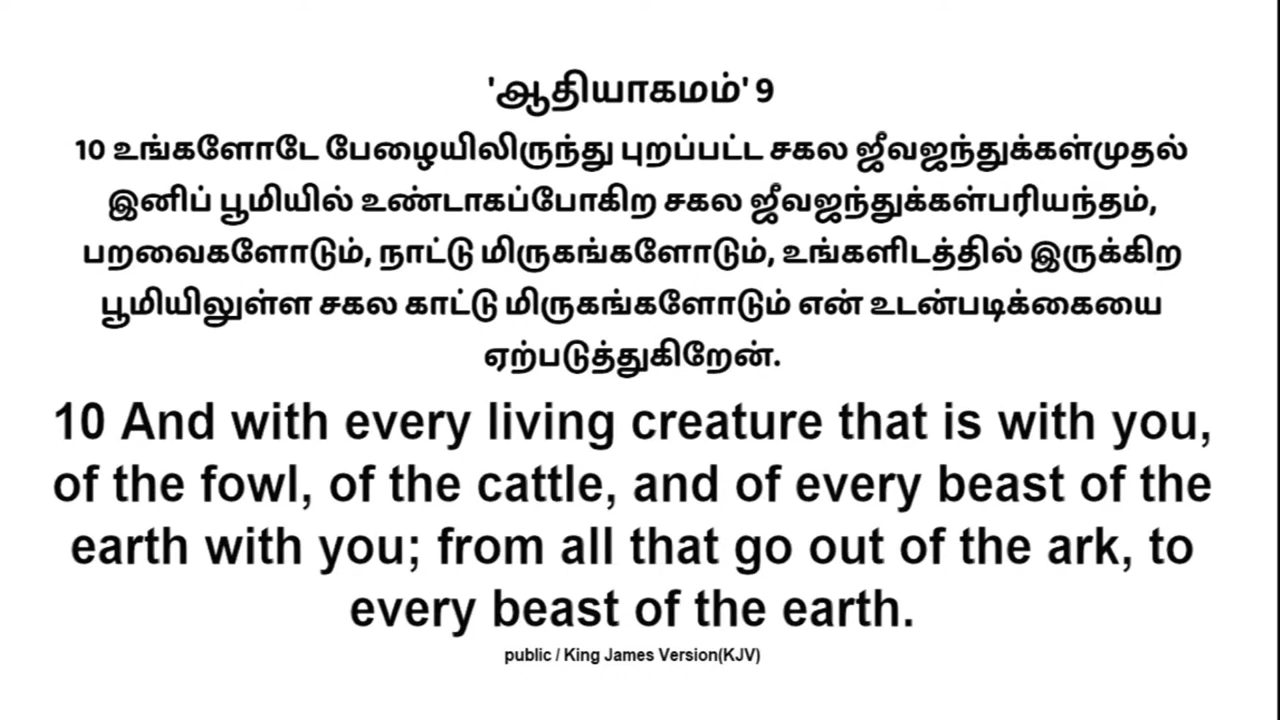 'ஆதியாகமம்' 9
10 உங்களோடே பேழையிலிருந்து புறப்பட்ட சகல ஜீவஜந்துக்கள்முதல்
இனிப் பூமியில் உண்டாகப்போகிற சகல ஜீவஜந்துக்கள்பரியந்தம்,
பறவைகளோடும், நாட்டு மிருகங்களோடும், உங்களிடத்தில் இருக்கிற
பூமியிலுள்ள சகல காட்டு மிருகங்களோடும் என் உடன்படிக்கையை
ஏற்படுத்துகிறேன்.
10 And with every living creature that is with you,
of the fowl, of the cattle, and of every beast of the
earth with you; from all that go out of the ark, to
every beast of the earth.
public / King James Version(KJV)